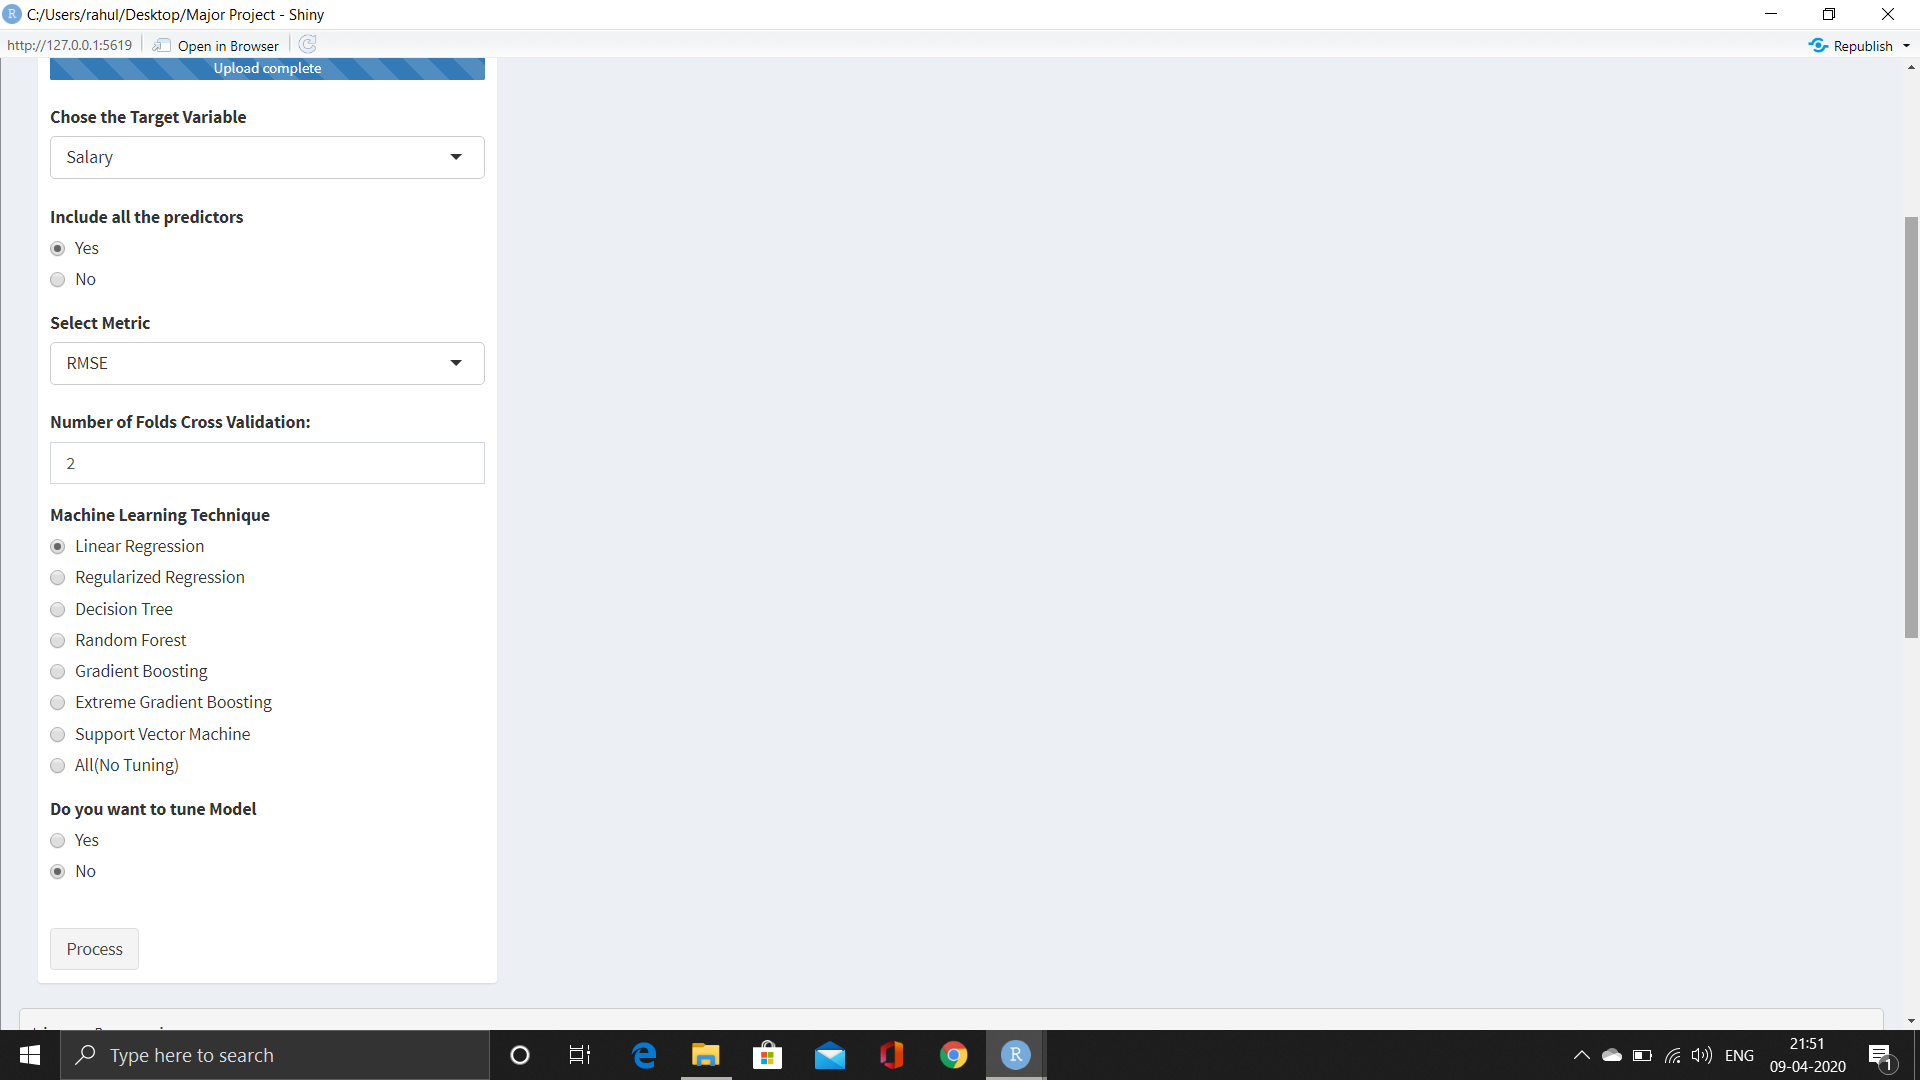 C:/Users/rahul/Desktop/Major Project - Shiny
http://127.0.0.1:5619 Open in Browser Republish
Upload complete
Chose the Target Variable
Salary
Include all the predictors
Yes
No
Select Metric
RMSE
Number of Folds Cross Validation:
2
Machine Learning Technique
Linear Regression
Regularized Regression
Decision Tree
Random Forest
Gradient Boosting
Extreme Gradient Boosting
Support Vector Machine
All(No Tuning)
Do you want to tune Model
Yes
No
Process
Type here to search
ENG
21:51
09-04-2020
1